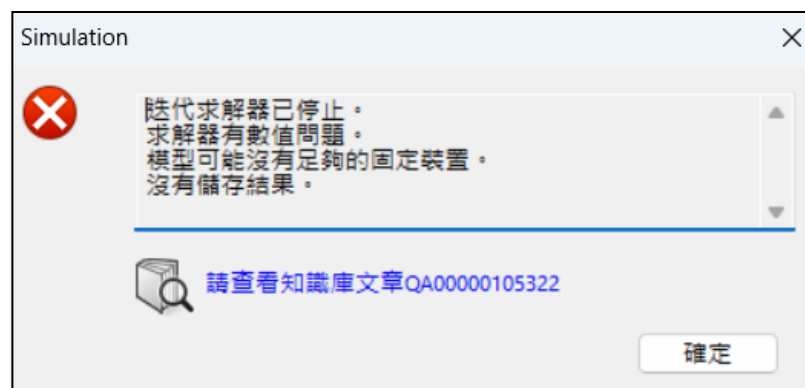 Simulation
迭代求解器已停止。
求解器有數值問題。
模型可能沒有足夠的固定裝置。
沒有儲存結果。
請查看知識庫文章QA00000105322
確定